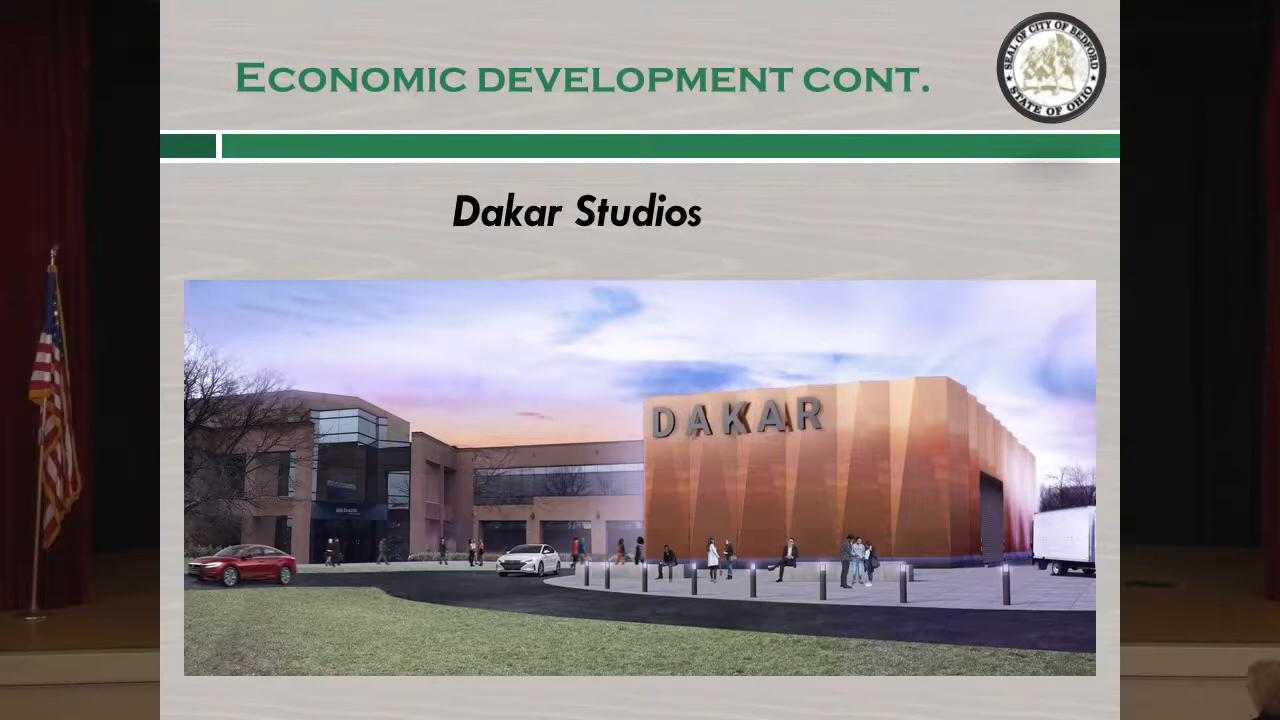 ECONOMIC DEVELOPMENT CONT.
SEAL OF CITY OF BEDFORD
STATE OF OHIO
Dakar Studios
DAKAR